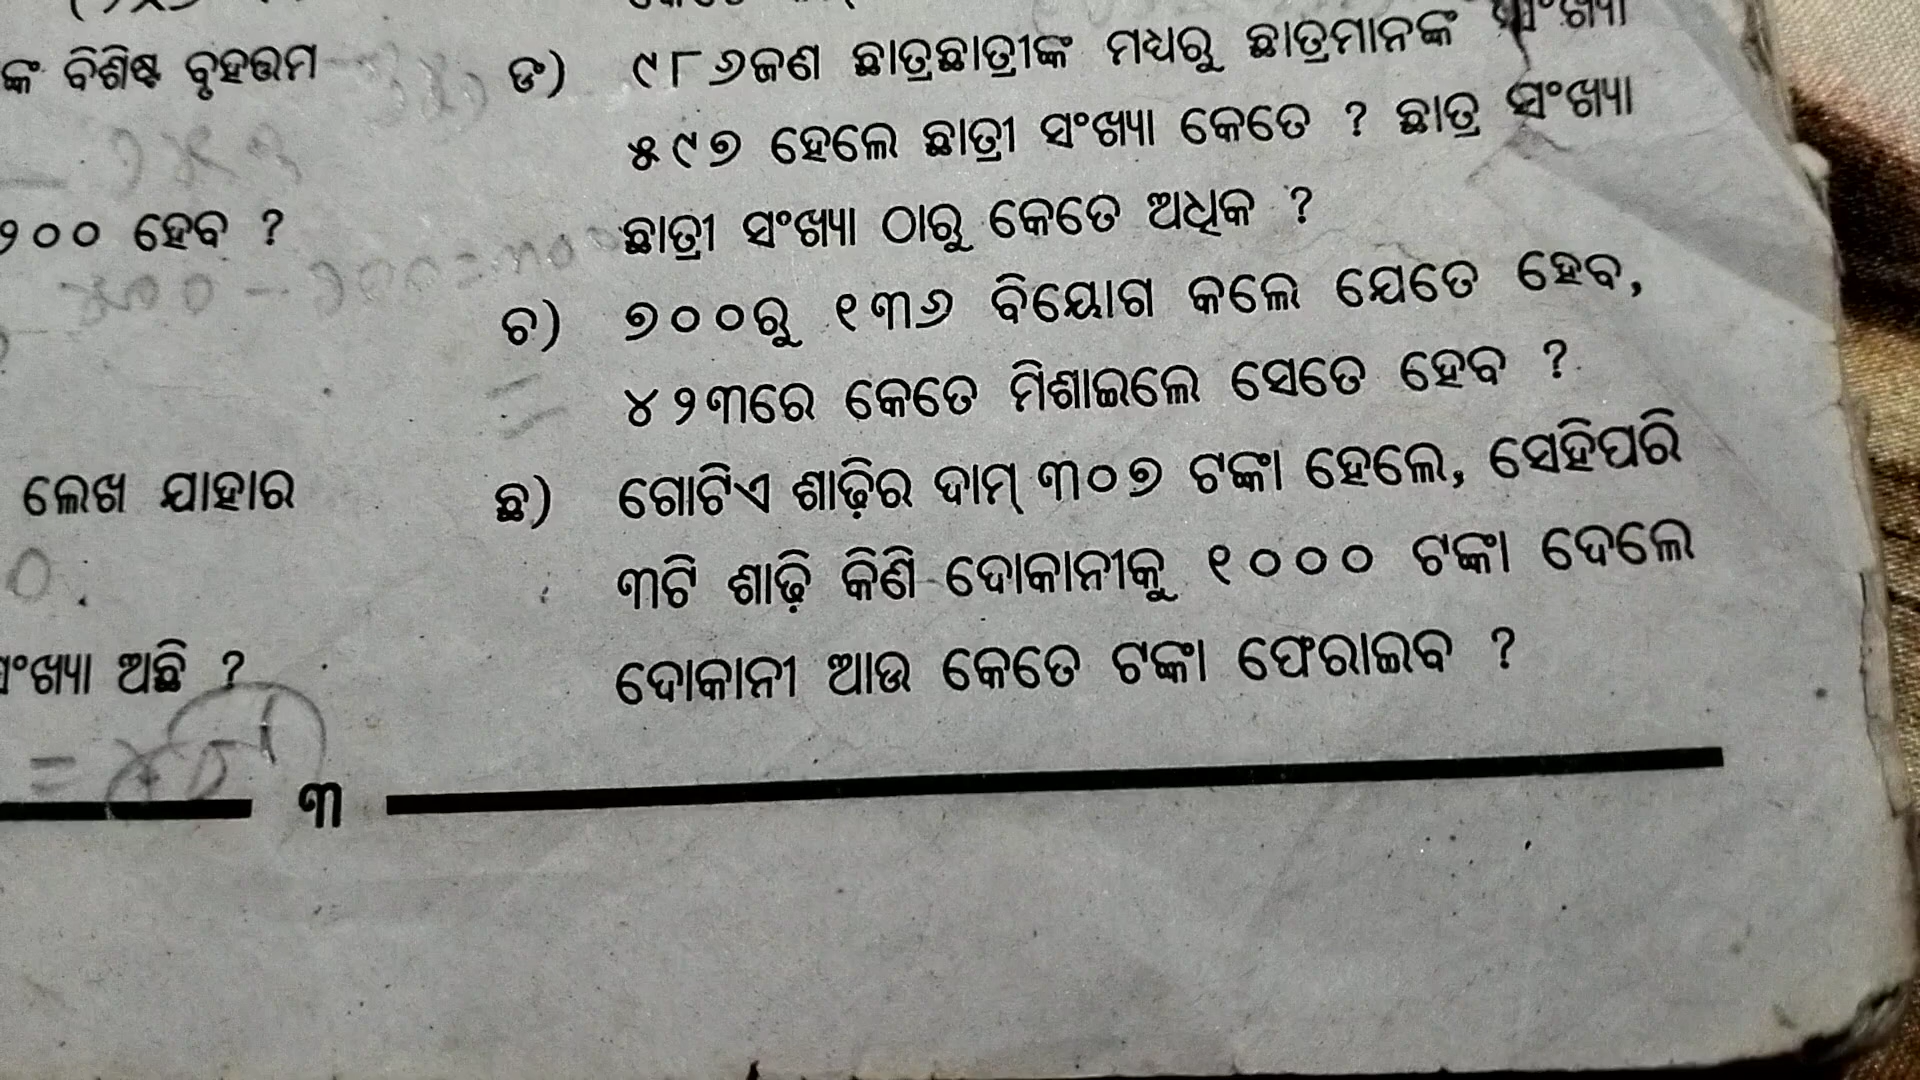 ଙ୍କ ବିଶିଷ୍ଟ ବୃହତ୍ତମ
୨୦୦ ହେବ ?
ଲେଖ ଯାହାର
ସଂଖ୍ୟା ଅଛି ?
ଙ) ୯୮୬ଜଣ ଛାତ୍ରଛାତ୍ରୀଙ୍କ ମଧ୍ୟରୁ ଛାତ୍ରମାନଙ୍କ ସଂଖ୍ୟା
୫୯୭ ହେଲେ ଛାତ୍ରୀ ସଂଖ୍ୟା କେତେ ? ଛାତ୍ର ସଂଖ୍ୟା
ଛାତ୍ରୀ ସଂଖ୍ୟା ଠାରୁ କେତେ ଅଧିକ ?
ଚ) ୭୦୦ରୁ ୧୩୬ ବିୟୋଗ କଲେ ଯେତେ ହେବ,
୪୨୩ରେ କେତେ ମିଶାଇଲେ ସେତେ ହେବ ?
ଛ) ଗୋଟିଏ ଶାଢ଼ିର ଦାମ୍ ୩୦୭ ଟଙ୍କା ହେଲେ, ସେହିପରି
୩ଟି ଶାଢ଼ି କିଣି ଦୋକାନୀକୁ ୧୦୦୦ ଟଙ୍କା ଦେଲେ
ଦୋକାନୀ ଆଉ କେତେ ଟଙ୍କା ଫେରାଇବ ?
୩